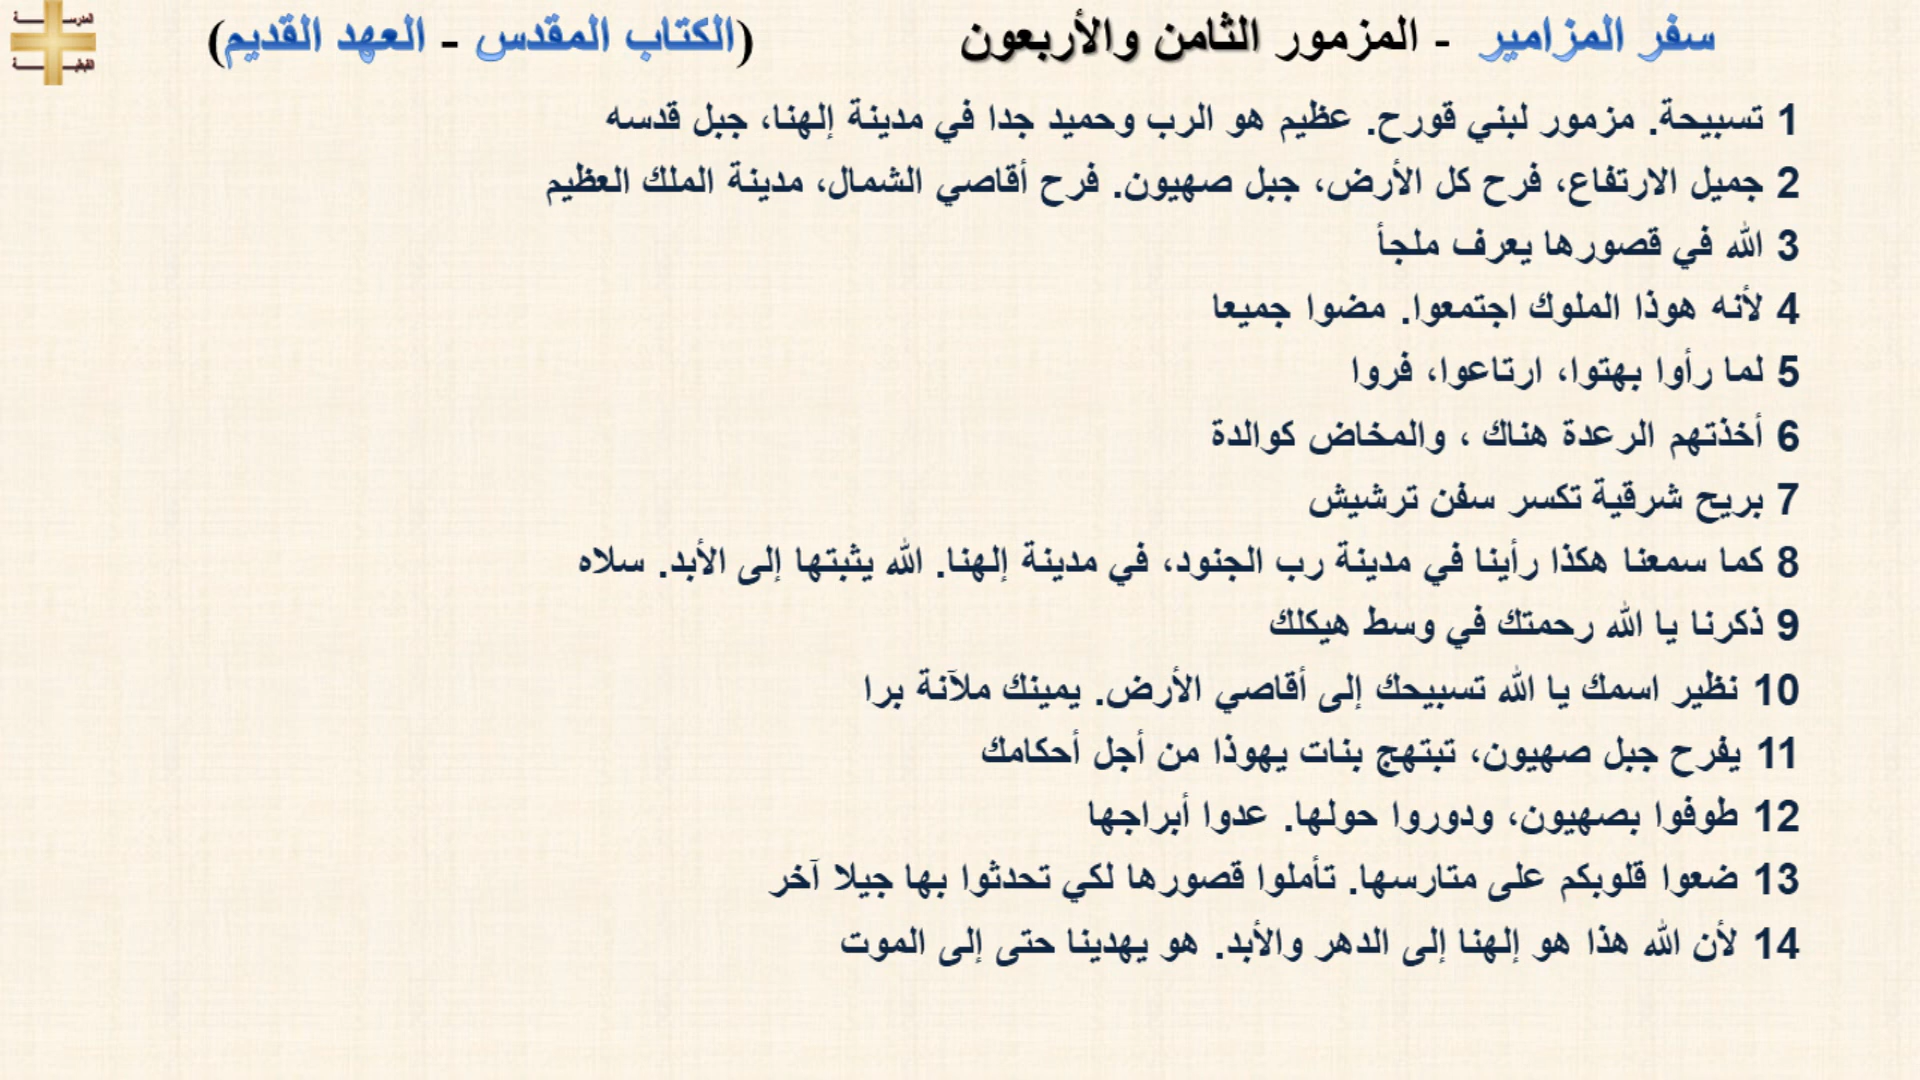 سفر المزامير - المزمور الثامن والأربعون (الكتاب المقدس - العهد القديم)
1 تسبيحة. مزمور لبني قورح. عظيم هو الرب وحميد جدا في مدينة إلهنا، جبل قدسه
2 جميل الارتفاع، فرح كل الأرض، جبل صهيون. فرح أقاصي الشمال، مدينة الملك العظيم
3 الله في قصورها يعرف ملجأ
4 لأنه هوذا الملوك اجتمعوا. مضوا جميعا
5 لما رأوا بهتوا، ارتاعوا، فروا
6 أخذتهم الرعدة هناك ، والمخاض كوالدة
7 بريح شرقية تكسر سفن ترشيش
8 كما سمعنا هكذا رأينا في مدينة رب الجنود، في مدينة إلهنا. الله يثبتها إلى الأبد. سلاه
9 ذكرنا يا الله رحمتك في وسط هيكلك
10 نظير اسمك يا الله تسبيحك إلى أقاصي الأرض. يمينك ملآنة برا
11 يفرح جبل صهيون، تبتهج بنات يهوذا من أجل أحكامك
12 طوفوا بصهيون، ودوروا حولها. عدوا أبراجها
13 ضعوا قلوبكم على متارسها. تأملوا قصورها لكي تحدثوا بها جيلا آخر
14 لأن الله هذا هو إلهنا إلى الدهر والأبد. هو يهدينا حتى إلى الموت